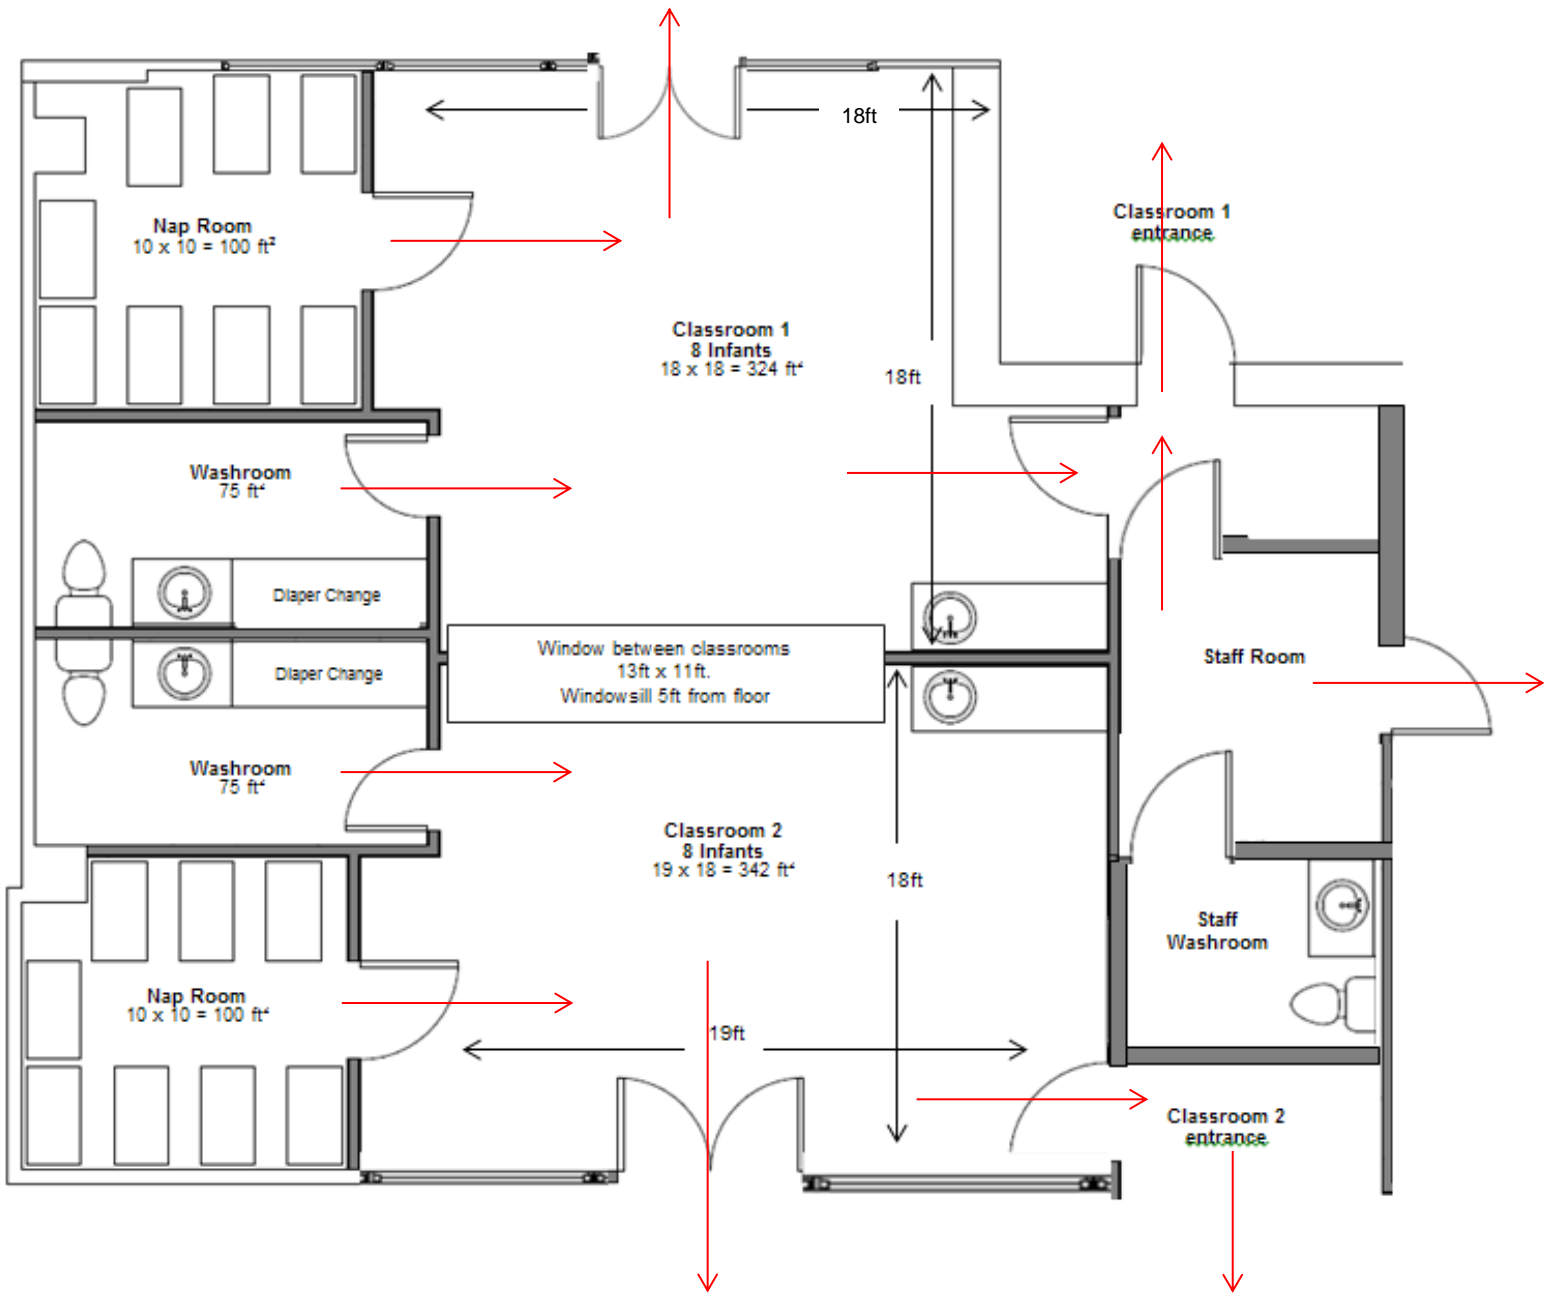 18ft
Classroom 1
entrance
Nap Room
10 x 10 = 100 ft²
Classroom 1
8 Infants
18 x 18 = 324 ft²
18ft
Washroom
75 ft²
Diaper Change
Window between classrooms
13ft x 11ft.
Windowsill 5ft from floor
Staff Room
Diaper Change
Washroom
75 ft²
Classroom 2
8 Infants
19 x 18 = 342 ft²
18ft
Staff
Washroom
Nap Room
10 x 10 = 100 ft²
19ft
Classroom 2
entrance